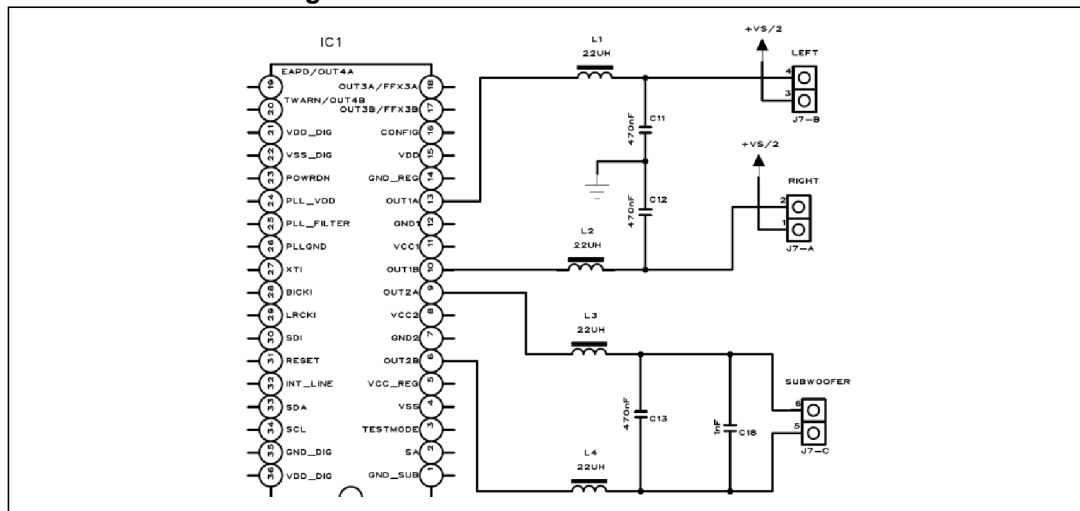 IC1
EAPD/OUT4A
19
TWARN/OUT4B
20
VDD_DIG
21
VSS_DIG
22
POWRDN
23
PLL_VDD
24
PLL_FILTER
25
PLLGND
26
XTI
27
BICKI
28
LRCKI
29
SDI
30
RESET
31
INT_LINE
32
SDA
33
SCL
34
GND_DIG
35
VDD_DIG
36
OUT3A/FFX3A
18
OUT3B/FFX3B
17
CONFIG
16
VDD
15
GND_REG
14
OUT1A
13
GND1
12
VCC1
11
OUT1B
10
OUT2A
9
VCC2
8
GND2
7
OUT2B
6
VCC_REG
5
VSS
4
TESTMODE
3
SA
2
GND_SUB
1
L1
22UH
470nF
C11
470nF
C12
L2
22UH
+VS/2
LEFT
4
3
J7-B
+VS/2
RIGHT
2
1
J7-A
L3
22UH
470nF
C13
1nF
C18
L4
22UH
SUBWOOFER
6
5
J7-C